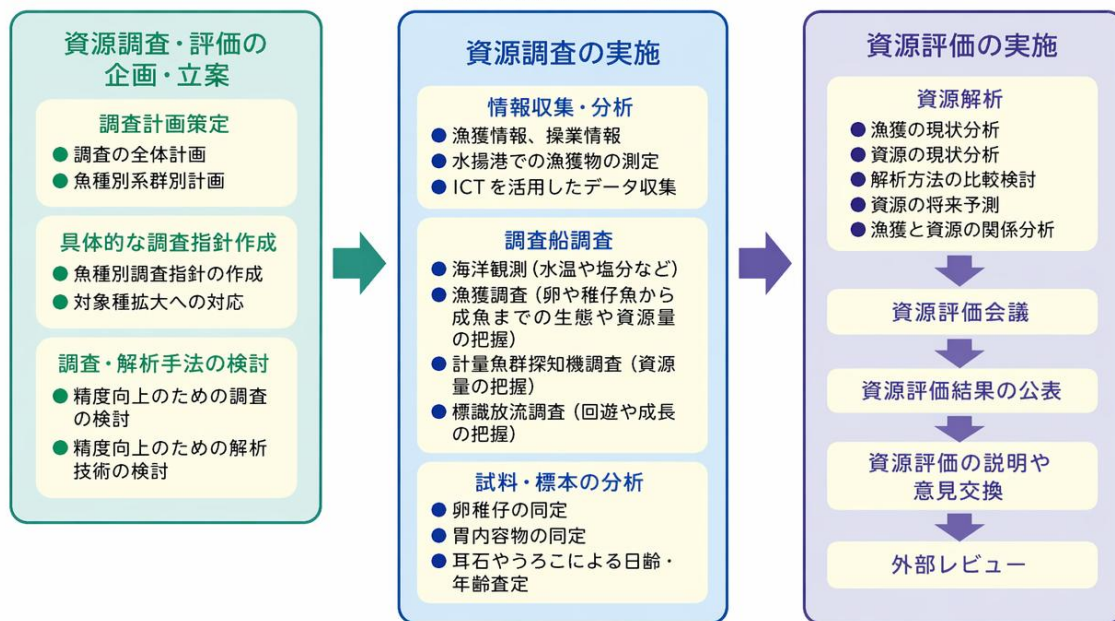 資源調査・評価の
企画・立案
調査計画策定
● 調査の全体計画
● 魚種別系群別計画
具体的な調査指針作成
● 魚種別調査指針の作成
● 対象種拡大への対応
調査・解析手法の検討
● 精度向上のための調査
の検討
● 精度向上のための解析
技術の検討
資源調査の実施
情報収集・分析
● 漁獲情報、操業情報
● 水揚港での漁獲物の測定
● ICTを活用したデータ収集
調査船調査
● 海洋観測（水温や塩分など）
● 漁獲調査（卵や稚仔魚から
成魚までの生態や資源量
の把握）
● 計量魚群探知機調査（資源
量の把握）
● 標識放流調査（回遊や成長
の把握）
試料・標本の分析
● 卵稚仔の同定
● 胃内容物の同定
● 耳石やうろこによる日齢・
年齢査定
資源評価の実施
資源解析
● 漁獲の現状分析
● 資源の現状分析
● 解析方法の比較検討
● 資源の将来予測
● 漁獲と資源の関係分析
資源評価会議
資源評価結果の公表
資源評価の説明や
意見交換
外部レビュー